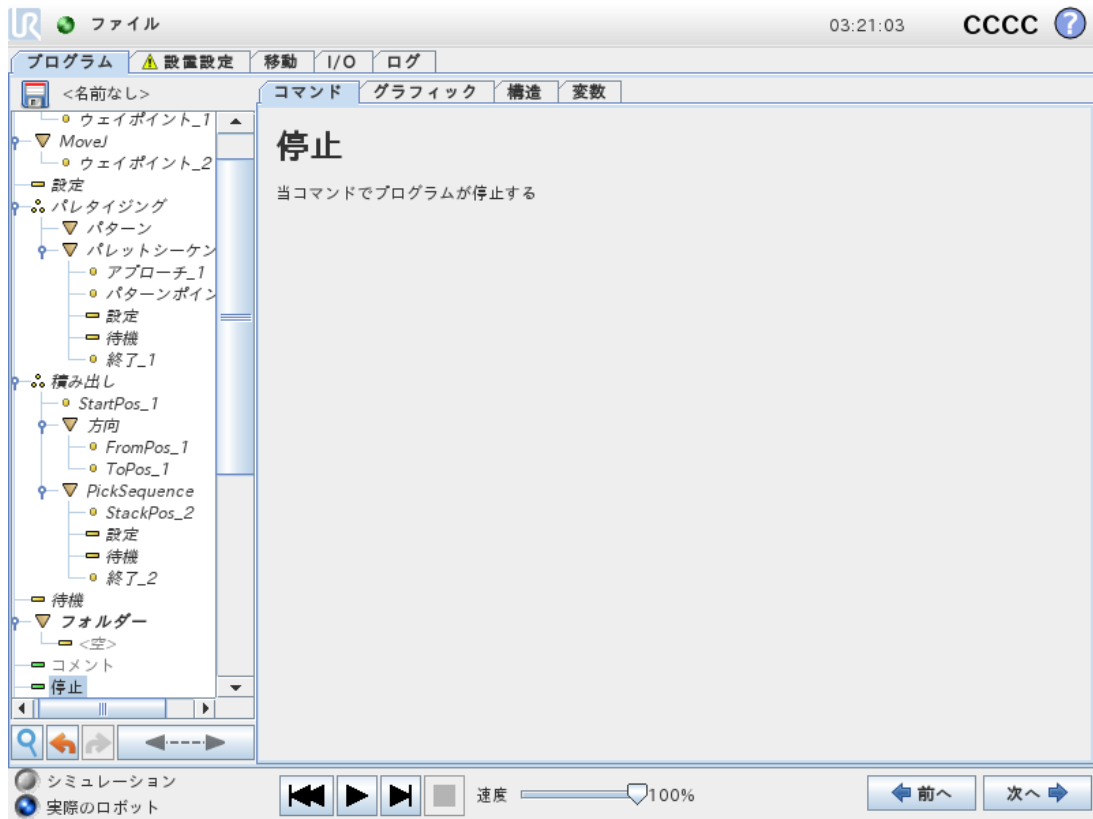 UR ファイル 03:21:03 CCCC ?
プログラム 設置設定 移動 I/O ログ
<名前なし>
コマンド グラフィック 構造 変数
ウェイポイント_1
MoveJ
ウェイポイント_2
設定
パレタイジング
パターン
パレットシーケン
アプローチ_1
パターンポイン
設定
待機
終了_1
積み出し
StartPos_1
方向
FromPos_1
ToPos_1
PickSequence
StackPos_2
設定
待機
終了_2
待機
フォルダー
<空>
コメント
停止
停止
当コマンドでプログラムが停止する
シミュレーション
実際のロボット
速度 100%
前へ 次へ